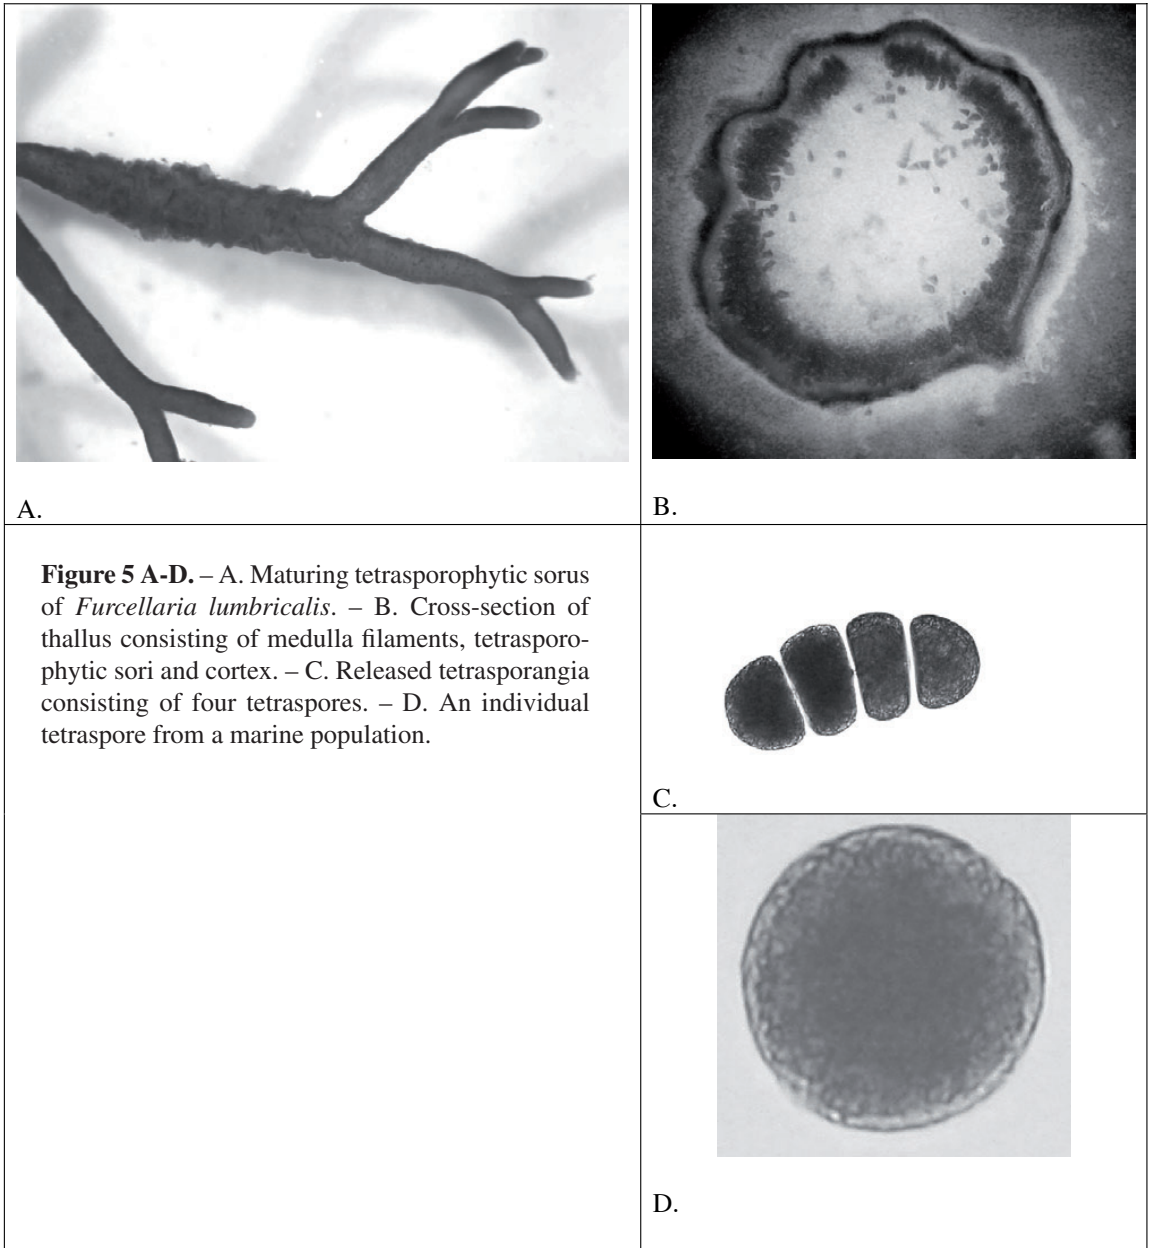 A.
B.
Figure 5 A-D. – A. Maturing tetrasporophytic sorus
of Furcellaria lumbricalis. – B. Cross-section of
thallus consisting of medulla filaments, tetrasporo-
phytic sori and cortex. – C. Released tetrasporangia
consisting of four tetraspores. – D. An individual
tetraspore from a marine population.
C.
D.